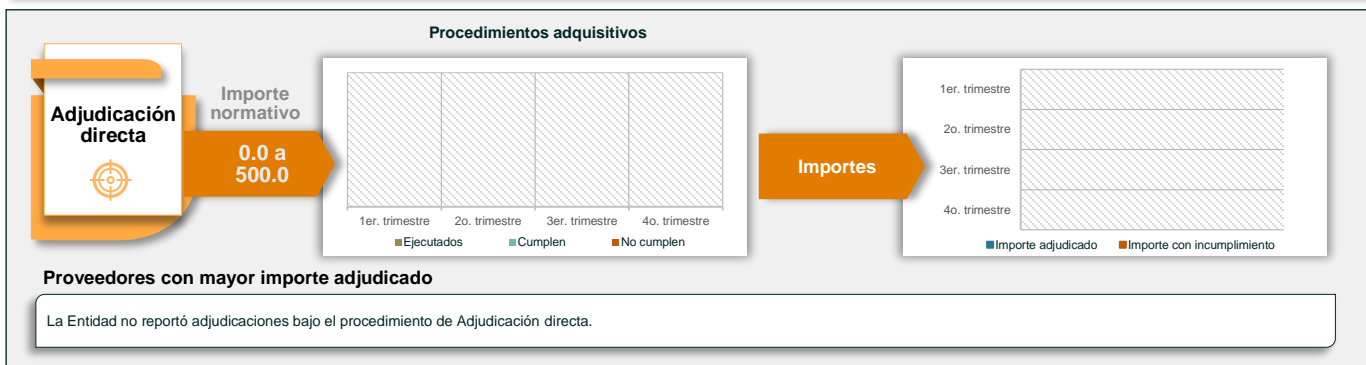 Procedimientos adquisitivos
Adjudicación
directa
Importe
normativo
0.0 a
500.0
1er. trimestre
2o. trimestre
3er. trimestre
4o. trimestre
Ejecutados
Cumplen
No cumplen
Importes
1er. trimestre
2o. trimestre
3er. trimestre
4o. trimestre
Importe adjudicado
Importe con incumplimiento
Proveedores con mayor importe adjudicado
La Entidad no reportó adjudicaciones bajo el procedimiento de Adjudicación directa.